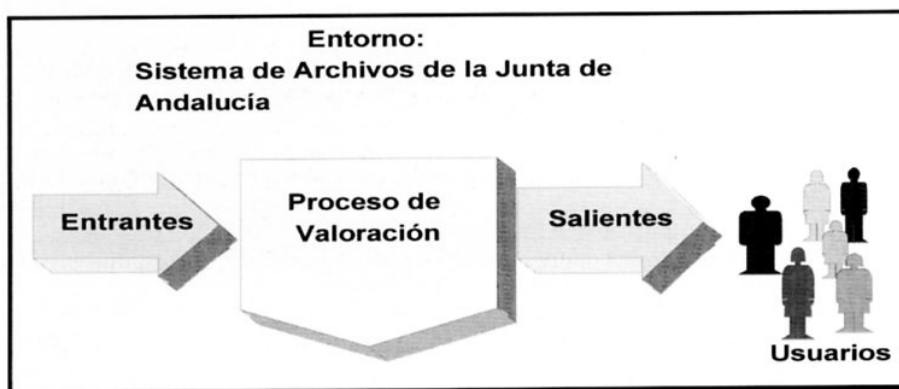 Entorno:
Sistema de Archivos de la Junta de
Andalucía
Entrantes
Proceso de
Valoración
Salientes
Usuarios